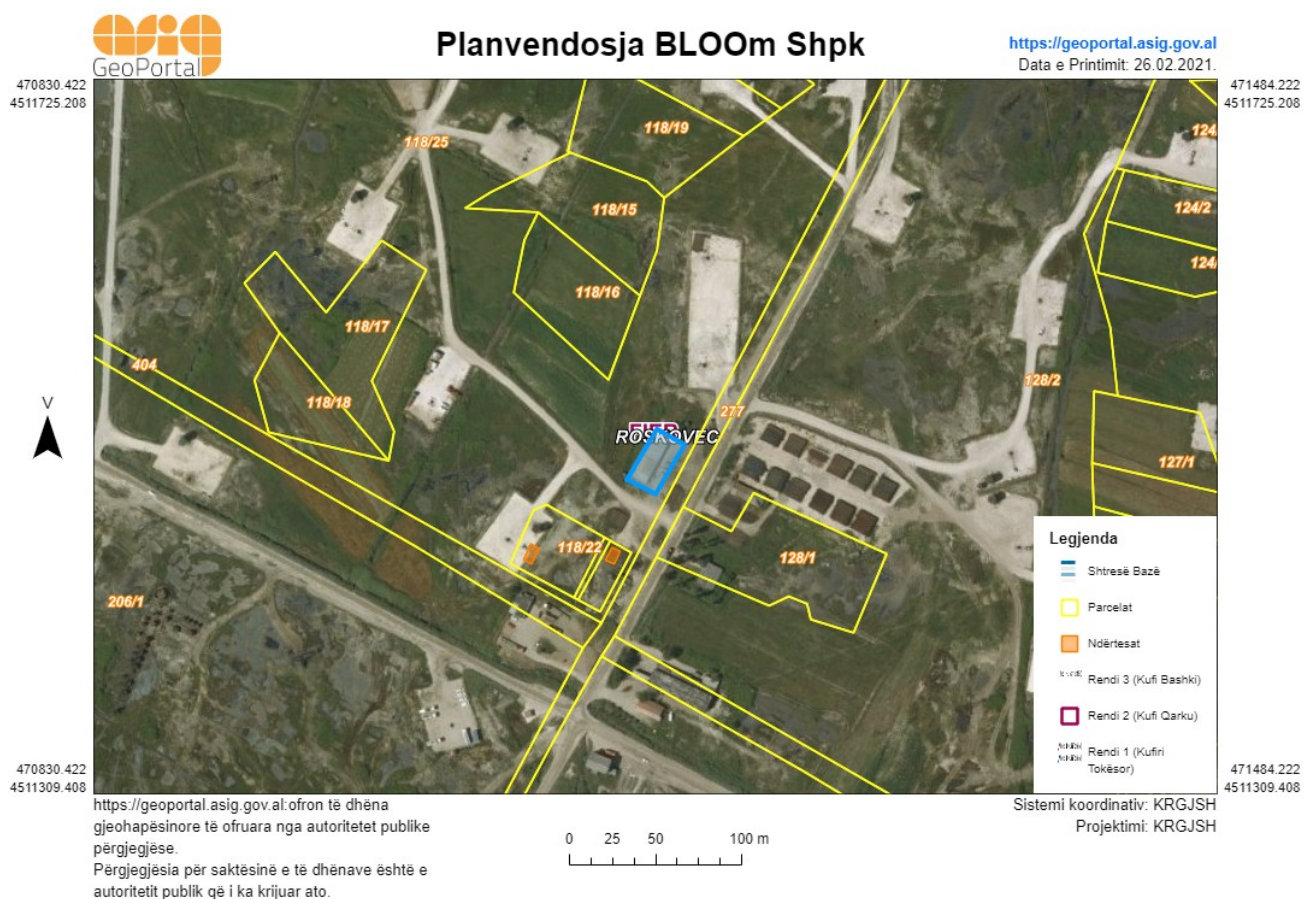 asig
GeoPortal
Planvendosja BLOOm Shpk
https://geoportal.asig.gov.al
Data e Printimit: 26.02.2021.
470830.422
4511725.208
471484.222
4511725.208
118/25
118/19
124/2
118/15
118/16
118/17
404
118/18
128/2
277
FIER
ROSKOVEC
127/1
118/22
128/1
206/1
V
Legjenda
Shtresë Bazë
Parcelat
Ndërtesat
Rendi 3 (Kufi Bashki)
Rendi 2 (Kufi Qarku)
Rendi 1 (Kufiri
Tokësor)
470830.422
4511309.408
471484.222
4511309.408
https://geoportal.asig.gov.al:ofron të dhëna
gjeohapësinore të ofruara nga autoritetet publike
përgjegjëse.
Përgjegjësia për saktësinë e të dhënave është e
autoritetit publik që i ka krijuar ato.
0 25 50 100 m
Sistemi koordinativ: KRGJSH
Projektimi: KRGJSH